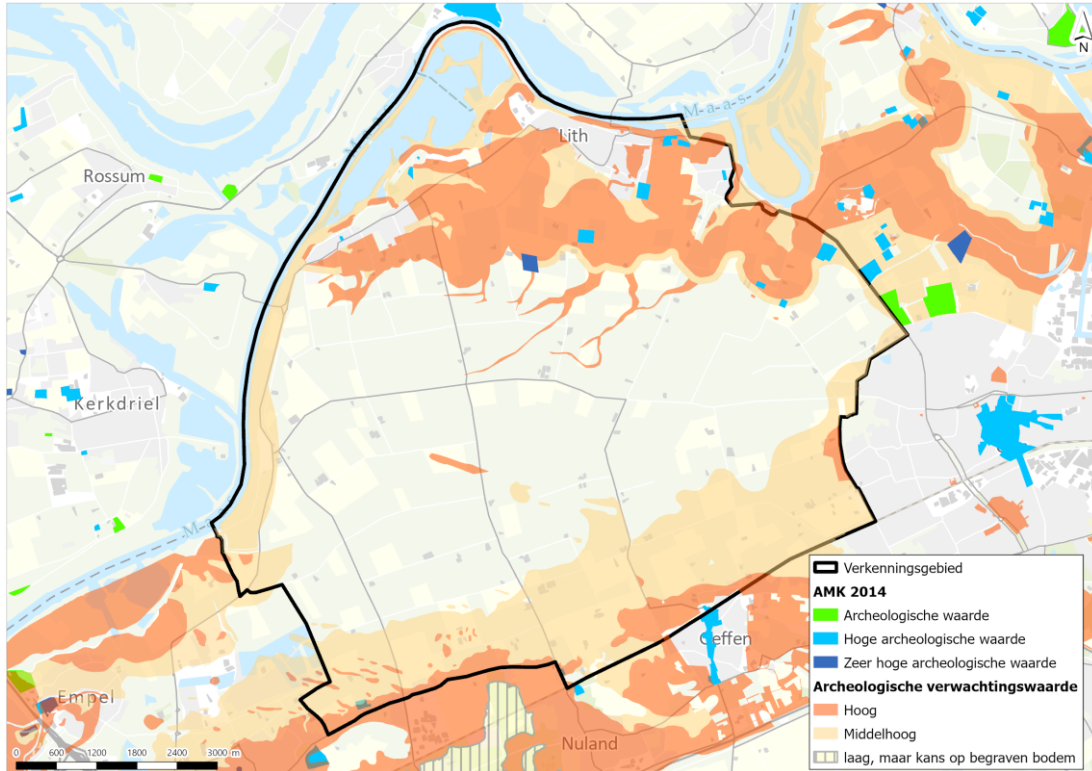 N
M-a-a-s
Lith
Rossum
Kerkdriel
M
Geffen
Empel
Nuland
0 600 1200 1800 2400 3000 m
Verkenningsgebied
AMK 2014
Archeologische waarde
Hoge archeologische waarde
Zeer hoge archeologische waarde
Archeologische verwachtingswaarde
Hoog
Middelhoog
laag, maar kans op begraven bodem